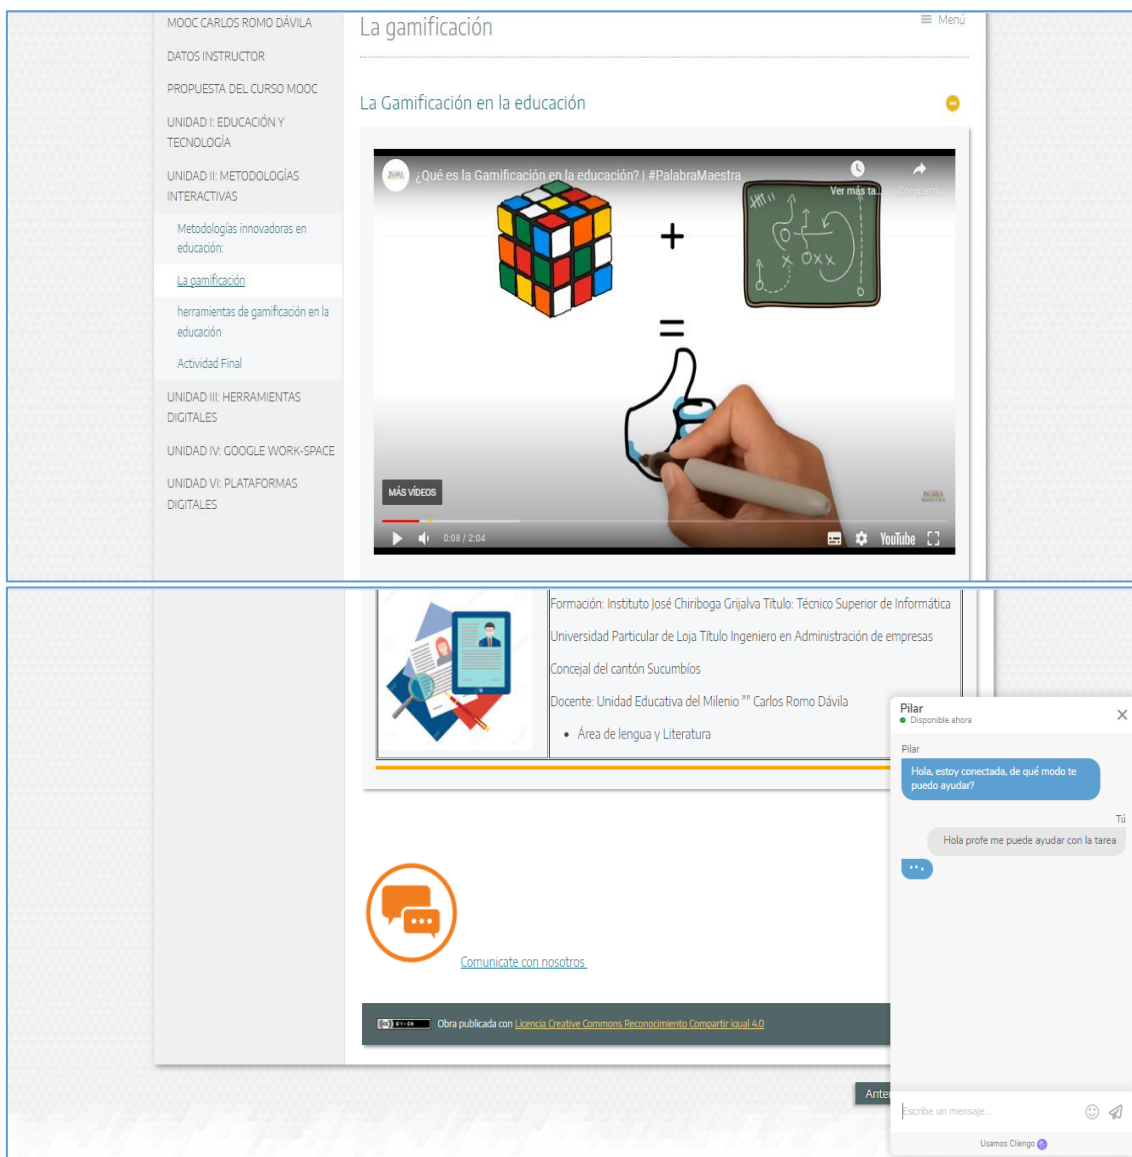 MOOC CARLOS ROMO DÁVILA
DATOS INSTRUCTOR
PROPUESTA DEL CURSO MOOC
UNIDAD I: EDUCACIÓN Y
TECNOLOGÍA
UNIDAD II: METODOLOGÍAS
INTERACTIVAS
Metodologías innovadoras en
educación:
La gamificación
herramientas de gamificación en la
educación
Actividad Final
UNIDAD III: HERRAMIENTAS
DIGITALES
UNIDAD IV: GOOGLE WORK-SPACE
UNIDAD VI: PLATAFORMAS
DIGITALES
La gamificación
Menú
La Gamificación en la educación
¿Qué es la Gamificación en la educación? | #PalabraMaestra
Ver más ta...
Compartir
+
X O X X
=
MÁS VÍDEOS
0:08 / 2:04
YouTube
Formación: Instituto José Chiriboga Grijalva Título: Técnico Superior de Informática
Universidad Particular de Loja Título Ingeniero en Administración de empresas
Concejal del cantón Sucumbíos
Docente: Unidad Educativa del Milenio "" Carlos Romo Dávila
• Área de lengua y Literatura
Comunicate con nosotros
(cc) BY-SA Obra publicada con Licencia Creative Commons Reconocimiento Compartir igual 4.0
Ante
Pilar
Disponible ahora
Pilar
Hola, estoy conectada, de qué modo te
puedo ayudar?
Tú
Hola profe me puede ayudar con la tarea
Escribe un mensaje...
Usamos Cliengo